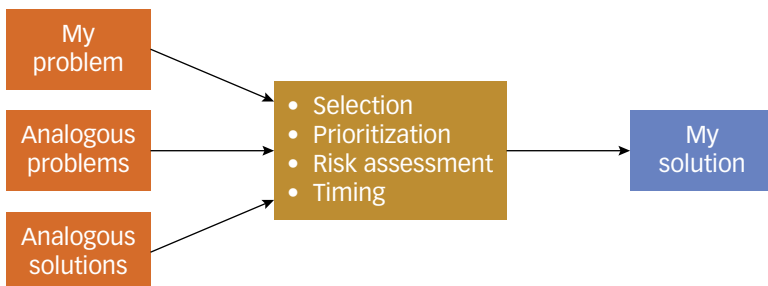 My
problem
Analogous
problems
Analogous
solutions
• Selection
• Prioritization
• Risk assessment
• Timing
My
solution